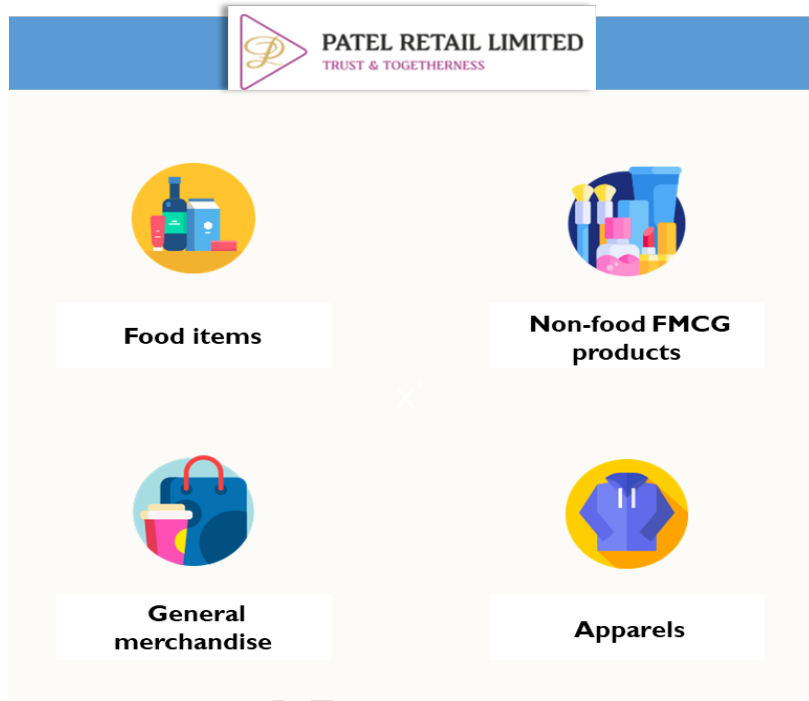 PATEL RETAIL LIMITED
TRUST & TOGETHERNESS
Food items
Non-food FMCG
products
x
General
merchandise
Apparels